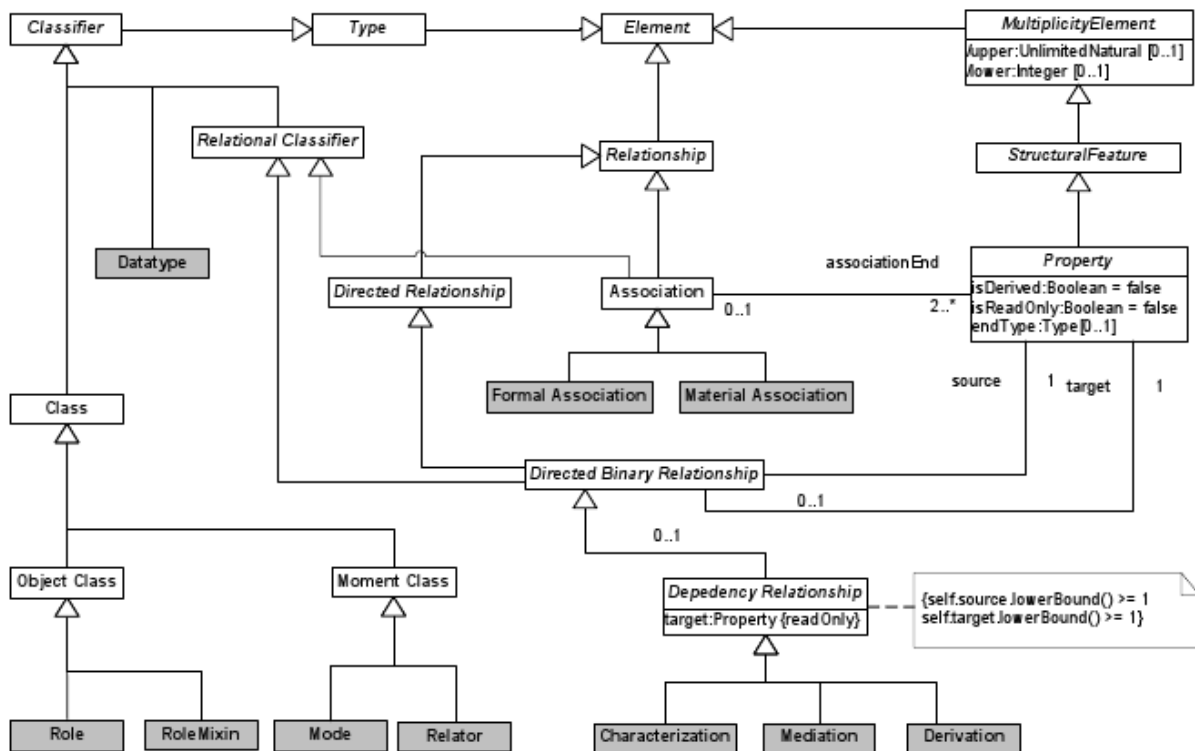 Classifier
Type
Element
MultiplicityElement
/upper:UnlimitedNatural [0..1]
/lower:Integer [0..1]
Relational Classifier
Relationship
StructuralFeature
Datatype
Directed Relationship
Association
associationEnd
0..1
2..*
Property
isDerived:Boolean = false
isReadOnly:Boolean = false
endType:Type[0..1]
Formal Association
Material Association
source
1
target
1
Class
Directed Binary Relationship
0..1
0..1
Object Class
Moment Class
Depedency Relationship
target:Property {readOnly}
{self.source.lowerBound() >= 1
self.target.lowerBound() >= 1}
Role
RoleMixin
Mode
Relator
Characterization
Mediation
Derivation